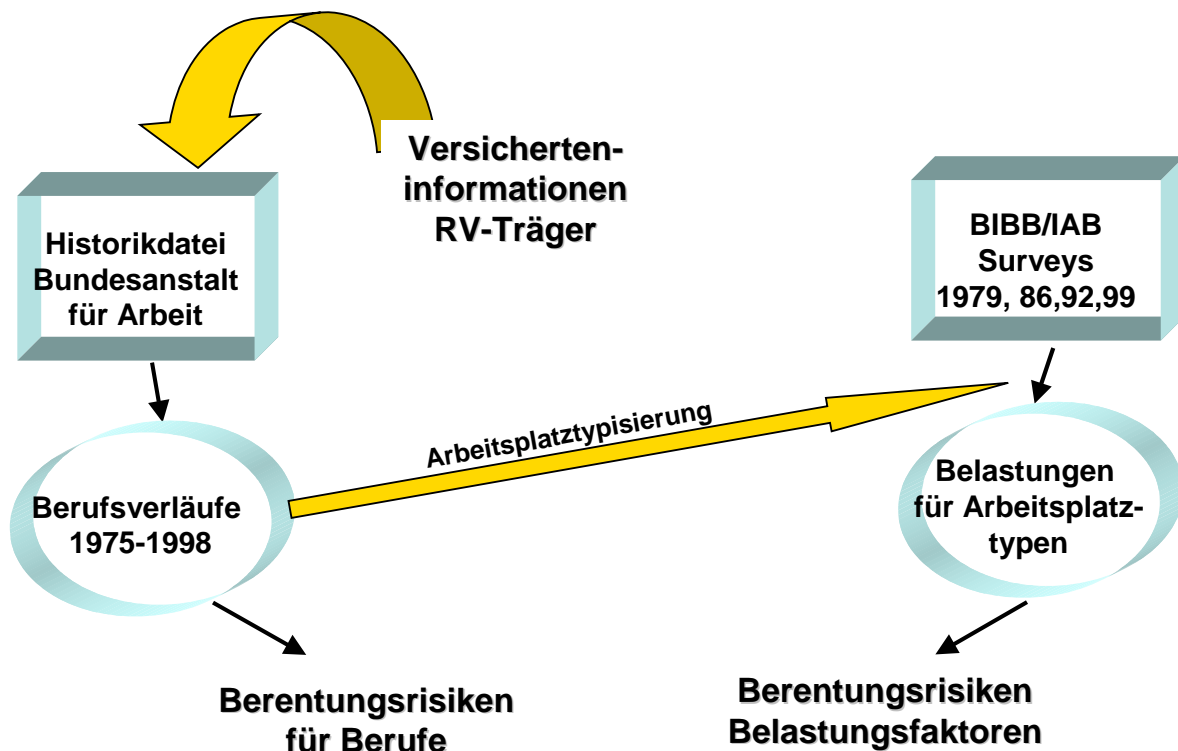 Versicherten-
informationen
RV-Träger
Historikdatei
Bundesanstalt
für Arbeit
BIBB/IAB
Surveys
1979, 86,92,99
Arbeitsplatztypisierung
Berufsverläufe
1975-1998
Belastungen
für Arbeitsplatz-
typen
Berentungsrisiken
für Berufe
Berentungsrisiken
Belastungsfaktoren